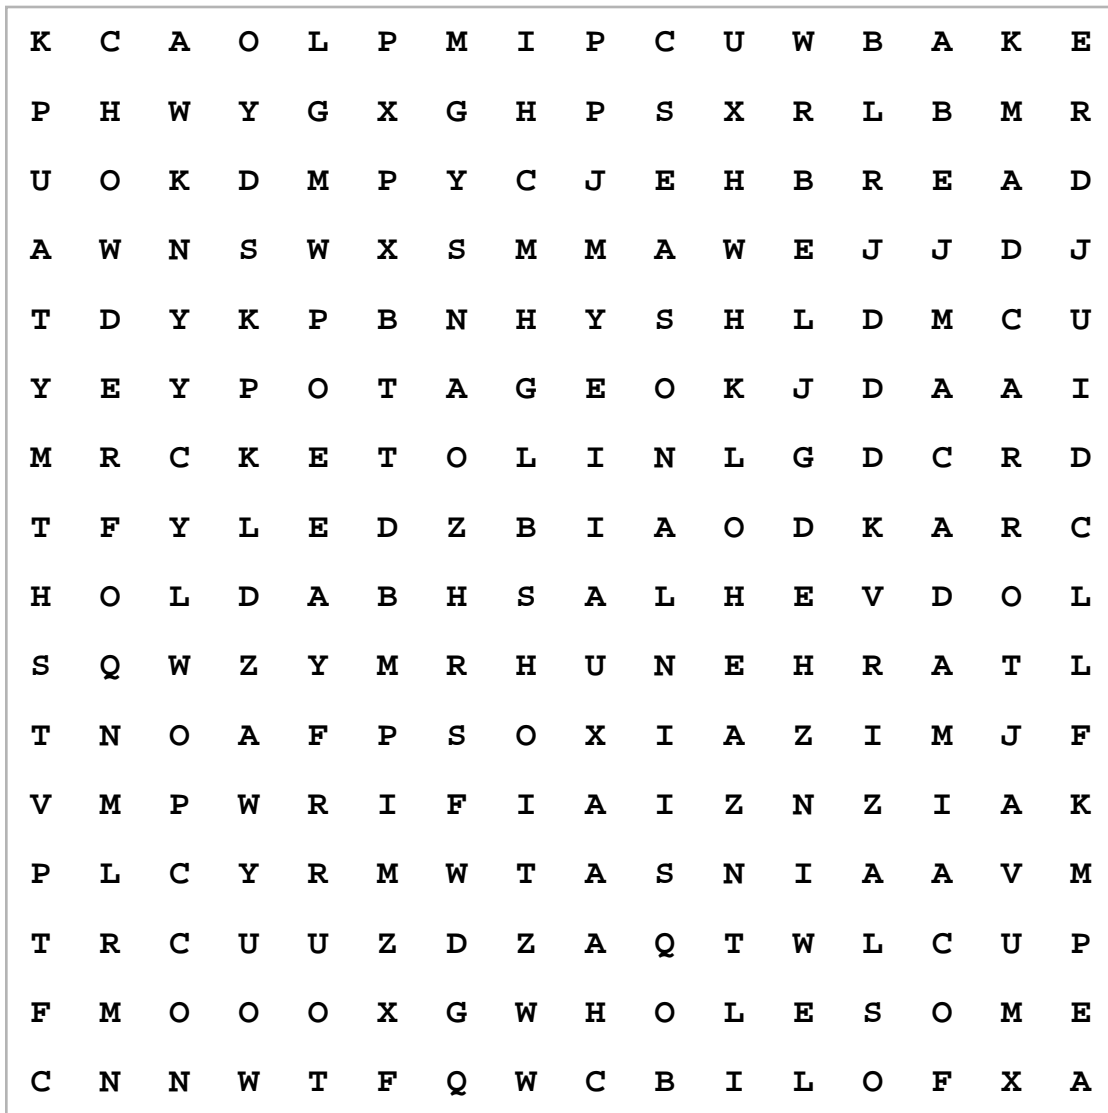 K C A O L P M I P C U W B A K E
P H W Y G X G H P S X R L B M R
U O K D M P Y C J E H B R E A D
A W N S W X S M M A W E J J D J
T D Y K P B N H Y S H L D M C U
Y E Y P O T A G E O K J D A A I
M R C K E T O L I N L G D C R D
T F Y L E D Z B I A O D K A R C
H O L D A B H S A L H E V D O L
S Q W Z Y M R H U N E H R A T L
T N O A F P S O X I A Z I M J F
V M P W R I F I A I Z N Z I A K
P L C Y R M W T A S N I A A V M
T R C U U Z D Z A Q T W L C U P
F M O O O X G W H O L E S O M E
C N N W T F Q W C B I L O F X A